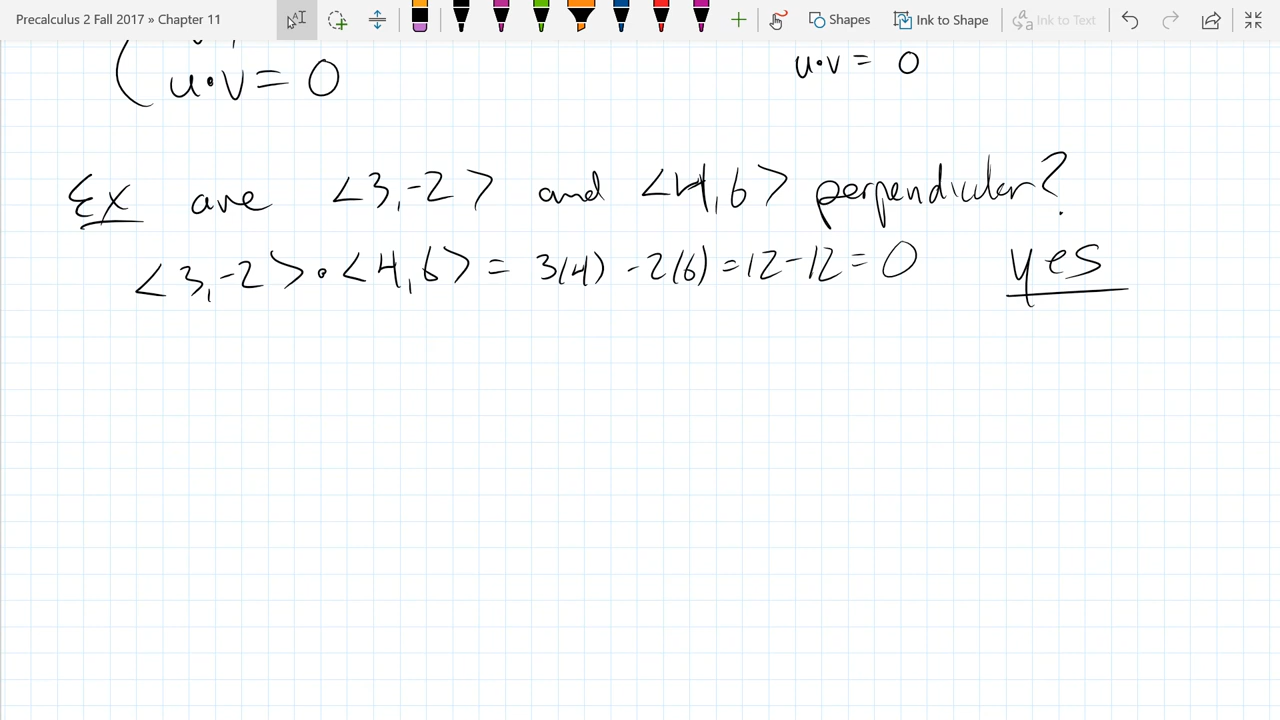 Precalculus 2 Fall 2017 » Chapter 11 Shapes Ink to Shape Ink to Text
u·v = 0 u·v = 0
Ex are <3,-2> and <4,6> perpendicular?
<3,-2>·<4,6> = 3(4) -2(6) = 12-12 = 0 yes